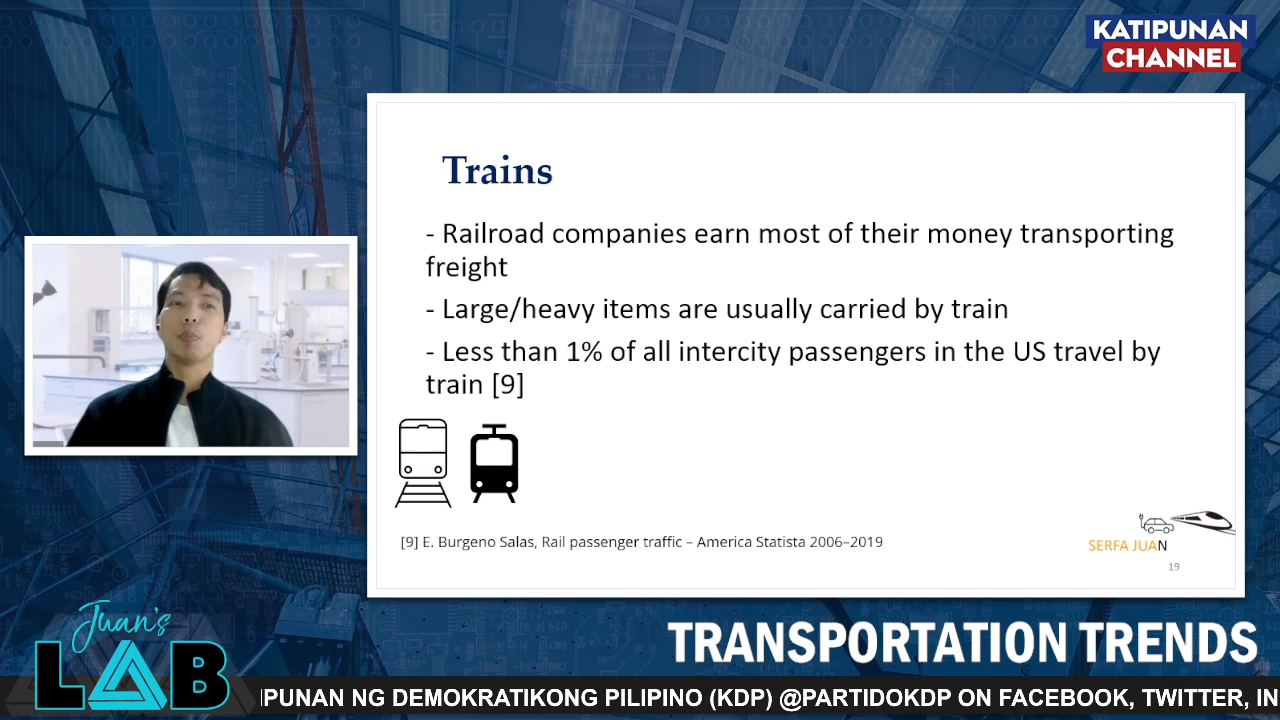 KATIPUNAN
CHANNEL
Trains
- Railroad companies earn most of their money transporting
freight
- Large/heavy items are usually carried by train
- Less than 1% of all intercity passengers in the US travel by
train [9]
[9] E. Burgeno Salas, Rail passenger traffic – America Statista 2006–2019
SERFA JUAN
19
Juan's
LAB
TRANSPORTATION TRENDS
IPUNAN NG DEMOKRATIKONG PILIPINO (KDP) @PARTIDOKDP ON FACEBOOK, TWITTER, IN